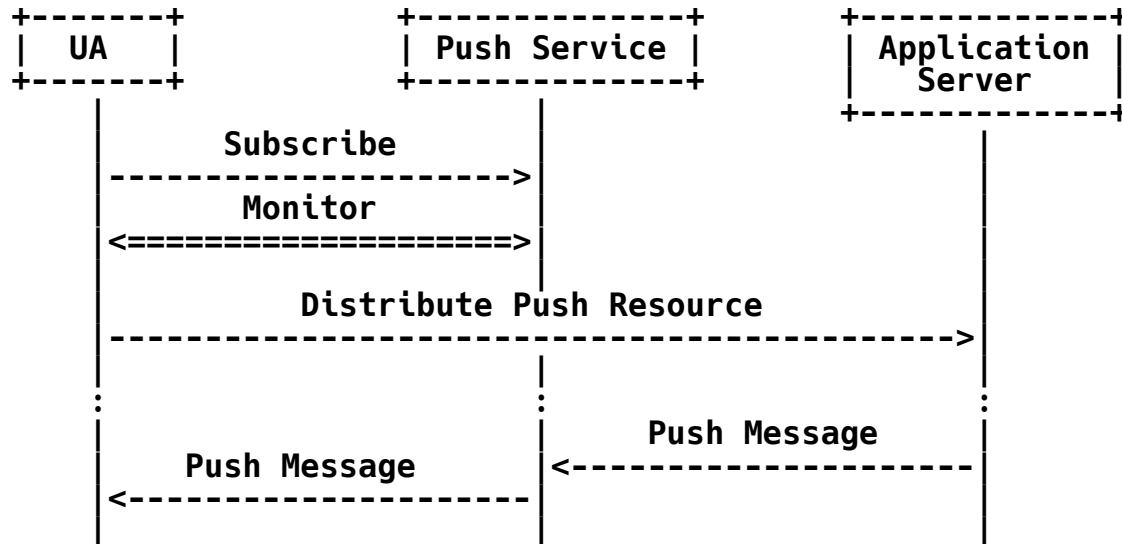 +-------+           +--------------+       +-------------+
|  UA   |           | Push Service |       | Application |
+-------+           +--------------+       |   Server    |
    |                      |               +-------------+
    |      Subscribe       |                      |
    |--------------------->|                      |
    |       Monitor        |                      |
    |<====================>|                      |
    |                      |                      |
    |          Distribute Push Resource           |
    |-------------------------------------------->|
    |                      |                      |
    :                      :                      :
    |                      |     Push Message     |
    |    Push Message      |<---------------------|
    |<---------------------|                      |
    |                      |                      |